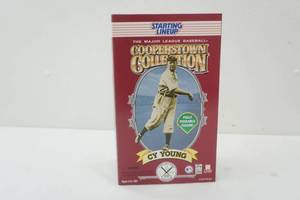 STARTING
LINEUP
THE MAJOR LEAGUE BASEBALL
COOPERSTOWN
COLLECTION
FULLY
POSEABLE
FIGURE
CY YOUNG